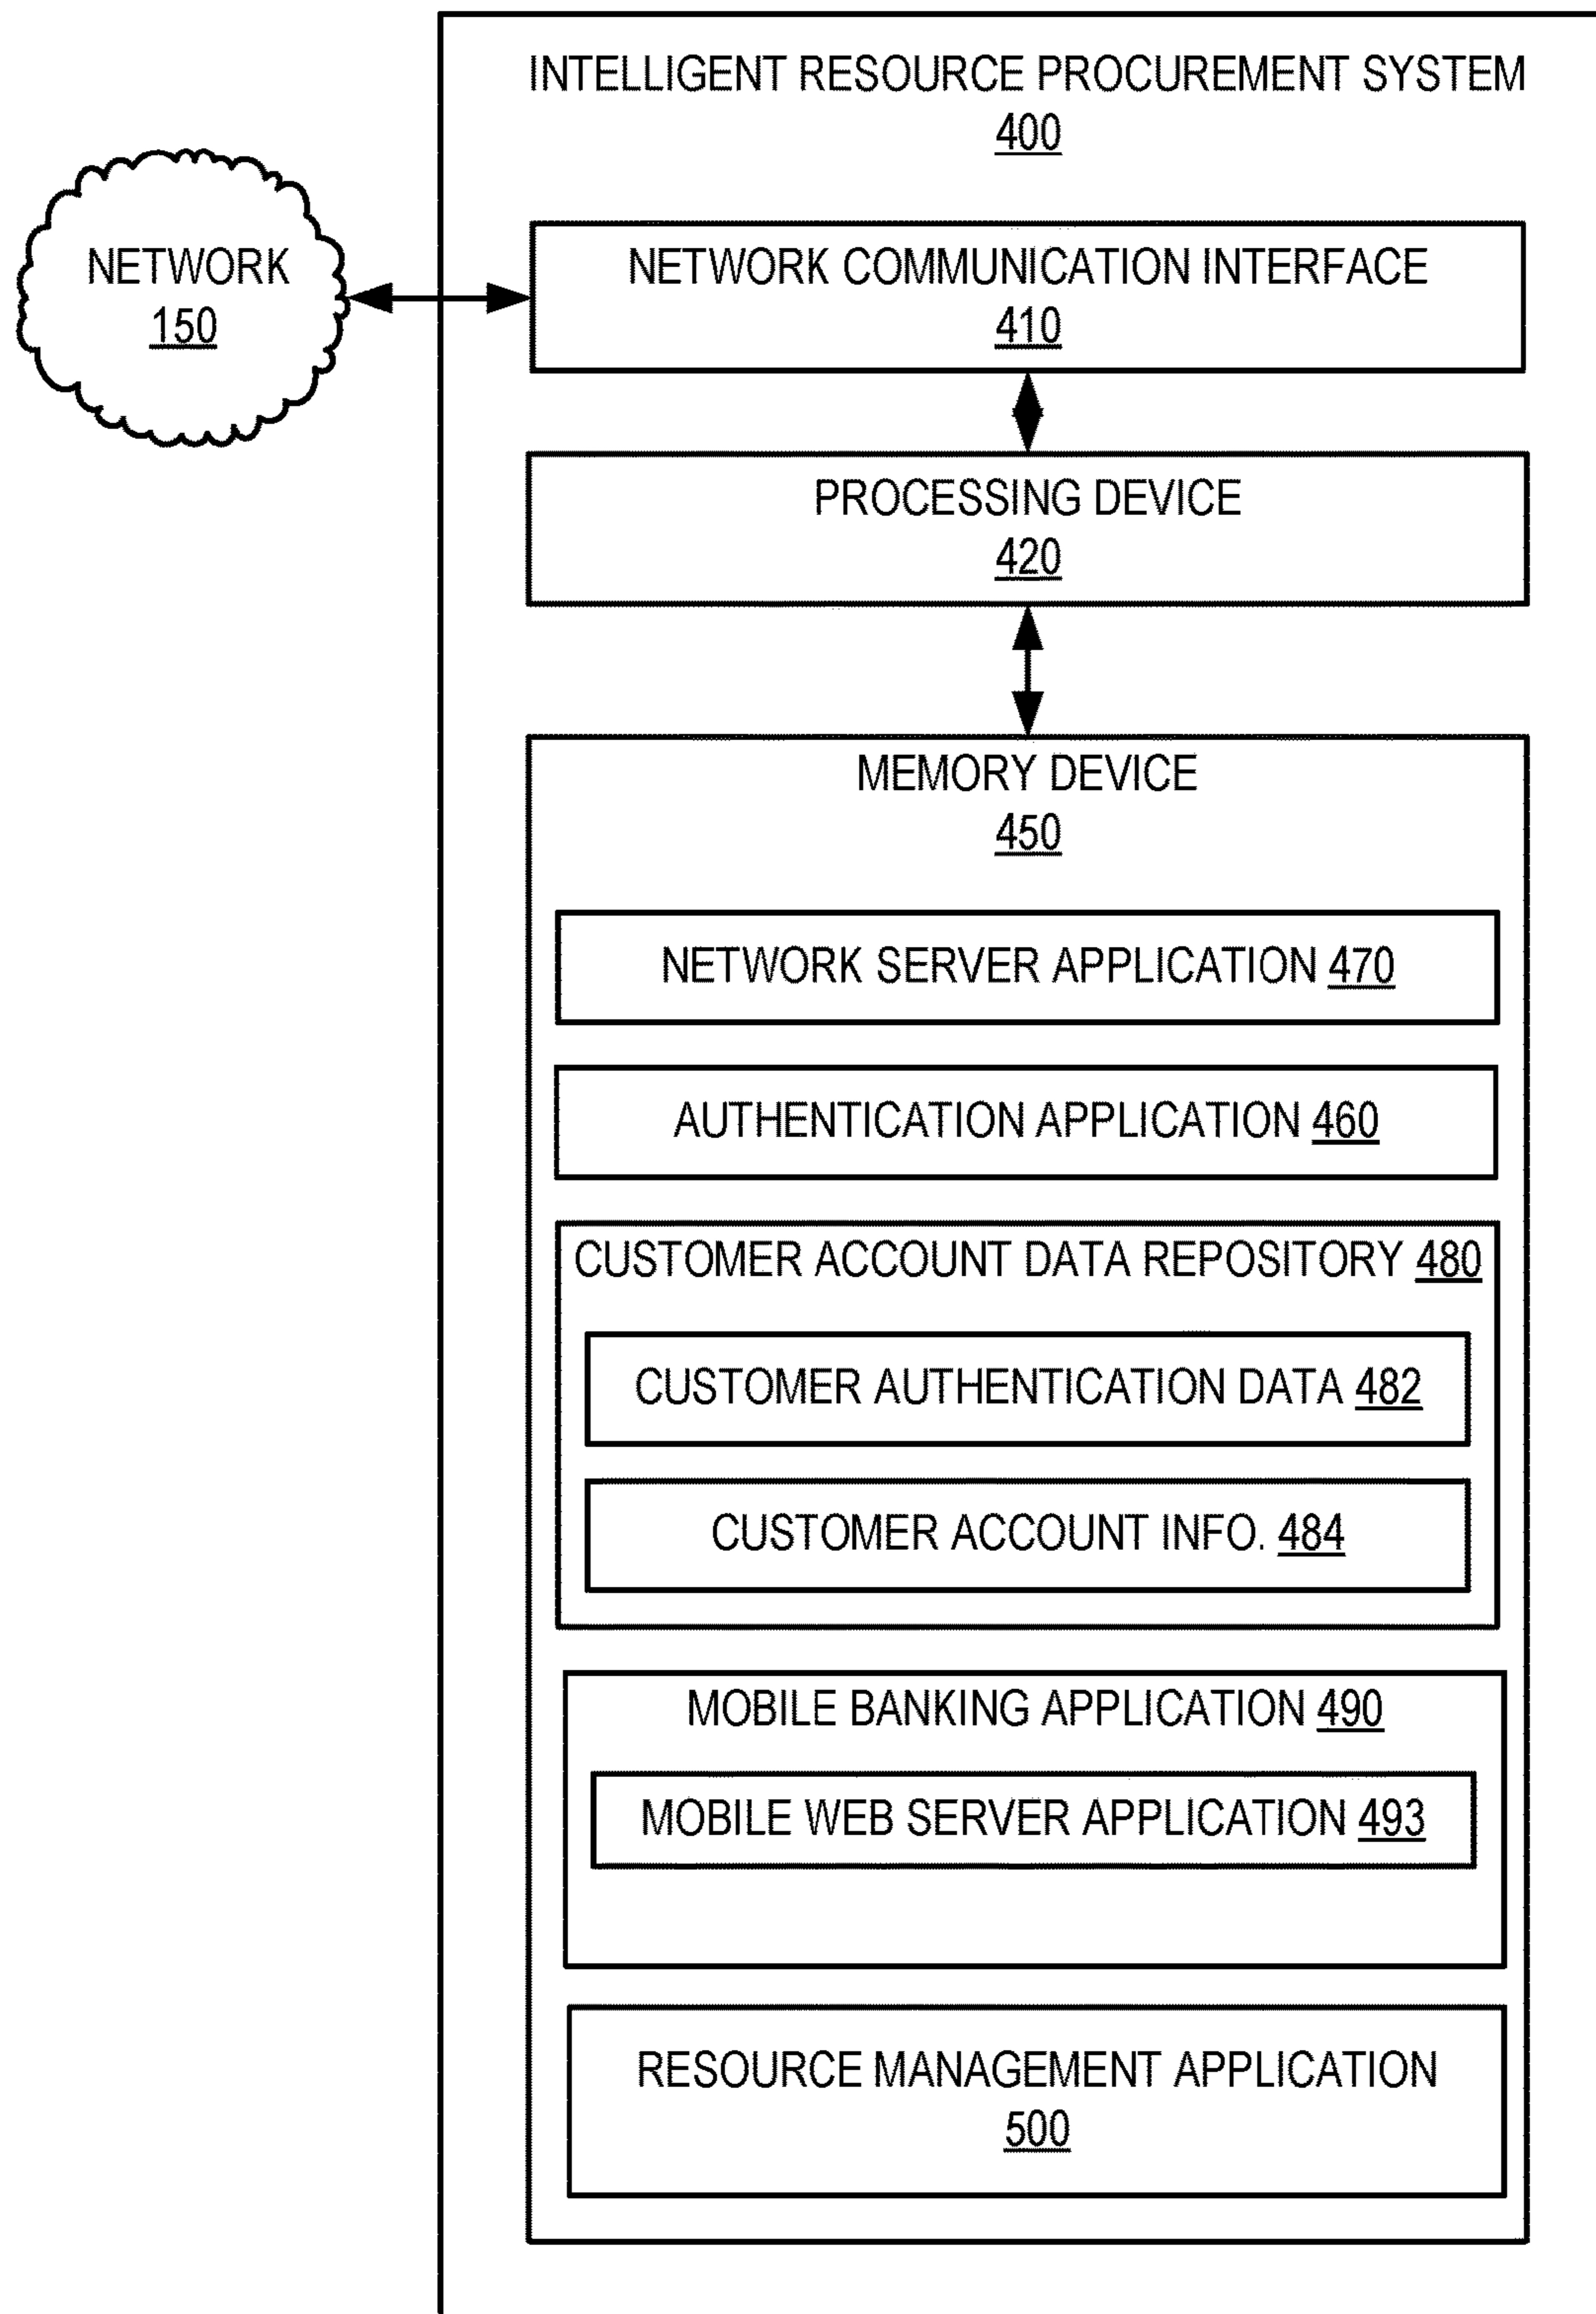 INTELLIGENT RESOURCE PROCUREMENT SYSTEM
400
NETWORK
150
NETWORK COMMUNICATION INTERFACE
410
PROCESSING DEVICE
420
MEMORY DEVICE
450
NETWORK SERVER APPLICATION 470
AUTHENTICATION APPLICATION 460
CUSTOMER ACCOUNT DATA REPOSITORY 480
CUSTOMER AUTHENTICATION DATA 482
CUSTOMER ACCOUNT INFO. 484
MOBILE BANKING APPLICATION 490
MOBILE WEB SERVER APPLICATION 493
RESOURCE MANAGEMENT APPLICATION
500